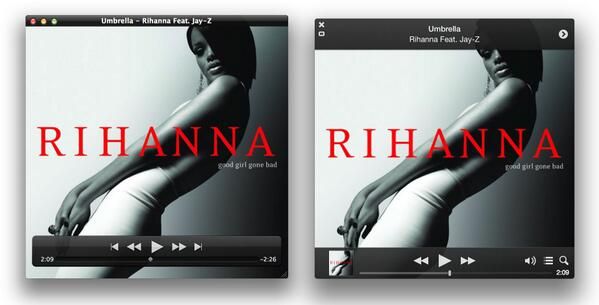 Umbrella – Rihanna Feat. Jay-Z
RIHANNA
good girl gone bad
2:09
-2:26
Umbrella
Rihanna Feat. Jay-Z
RIHANNA
good girl gone bad
RIHANNA
2:09